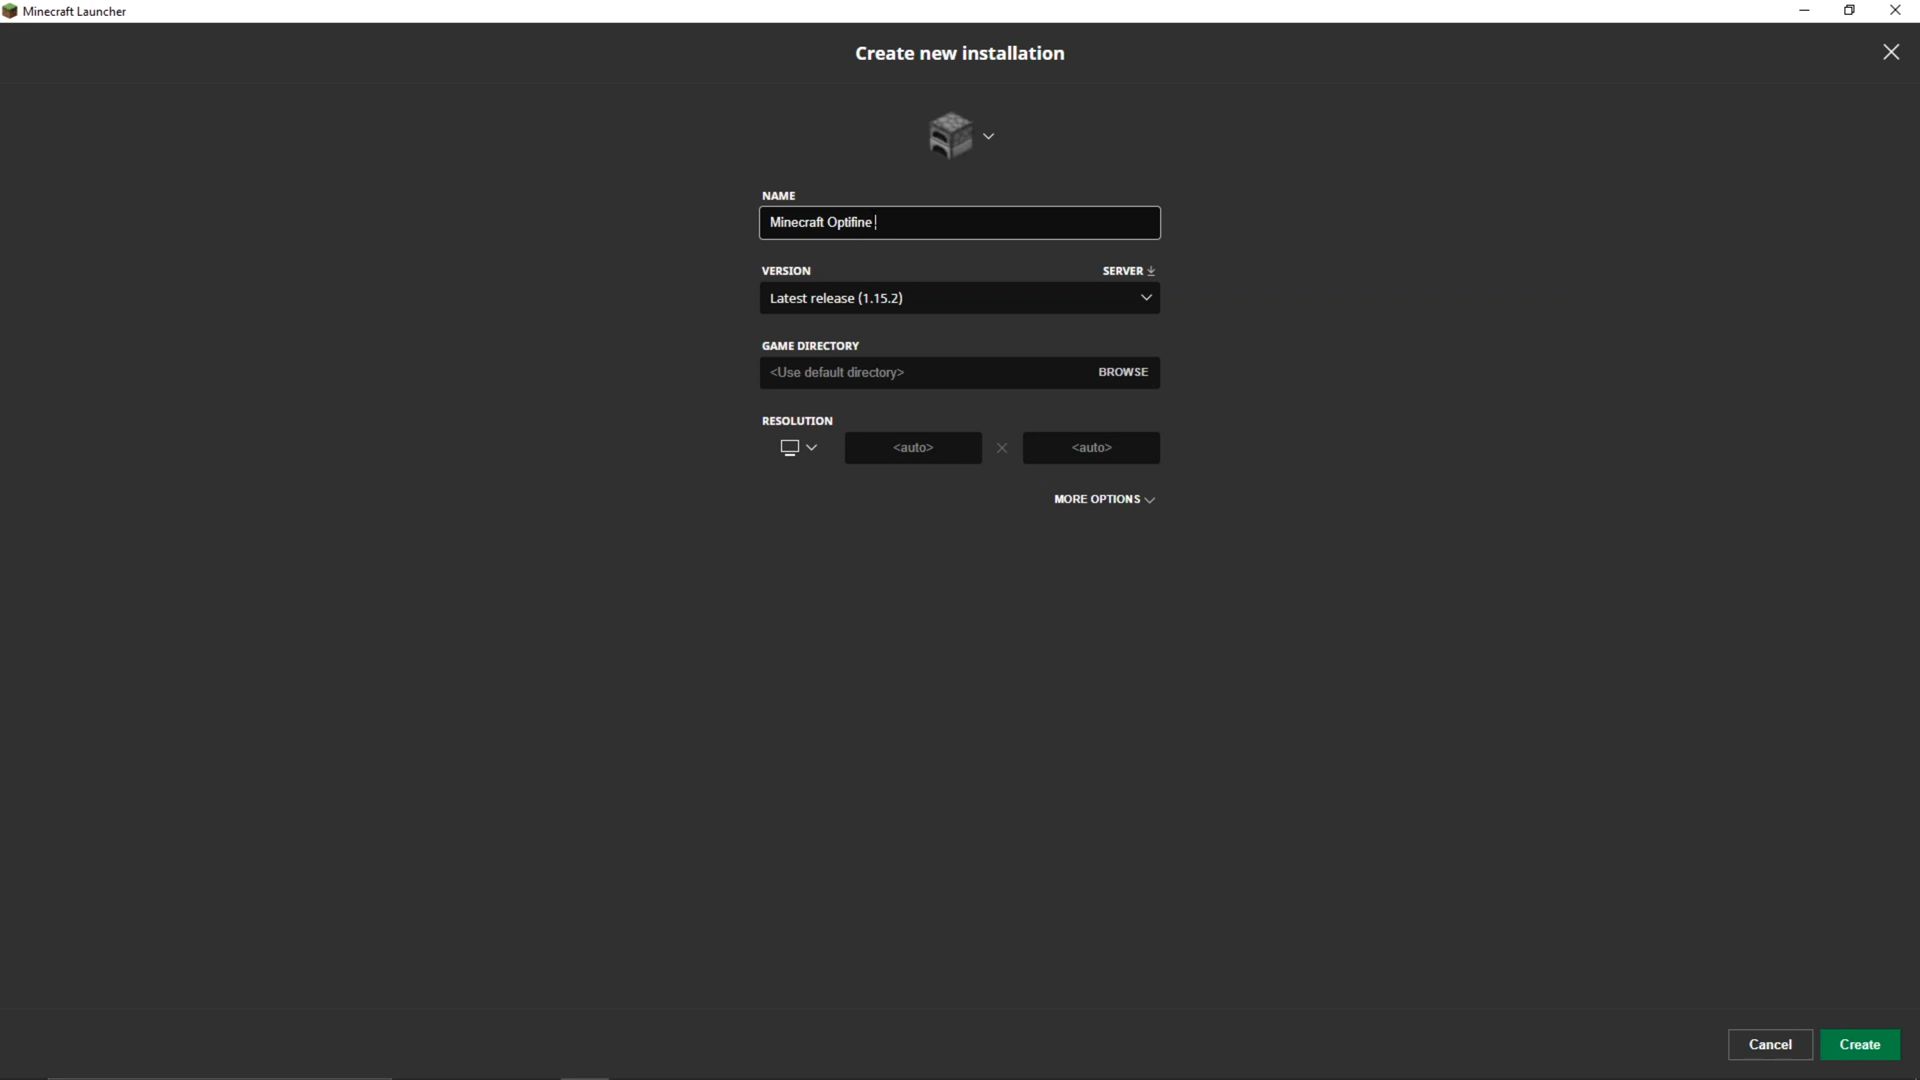 Minecraft Launcher
Create new installation
NAME
Minecraft Optifine
VERSION
SERVER
Latest release (1.15.2)
GAME DIRECTORY
<Use default directory>
BROWSE
RESOLUTION
<auto>
<auto>
MORE OPTIONS
Cancel
Create